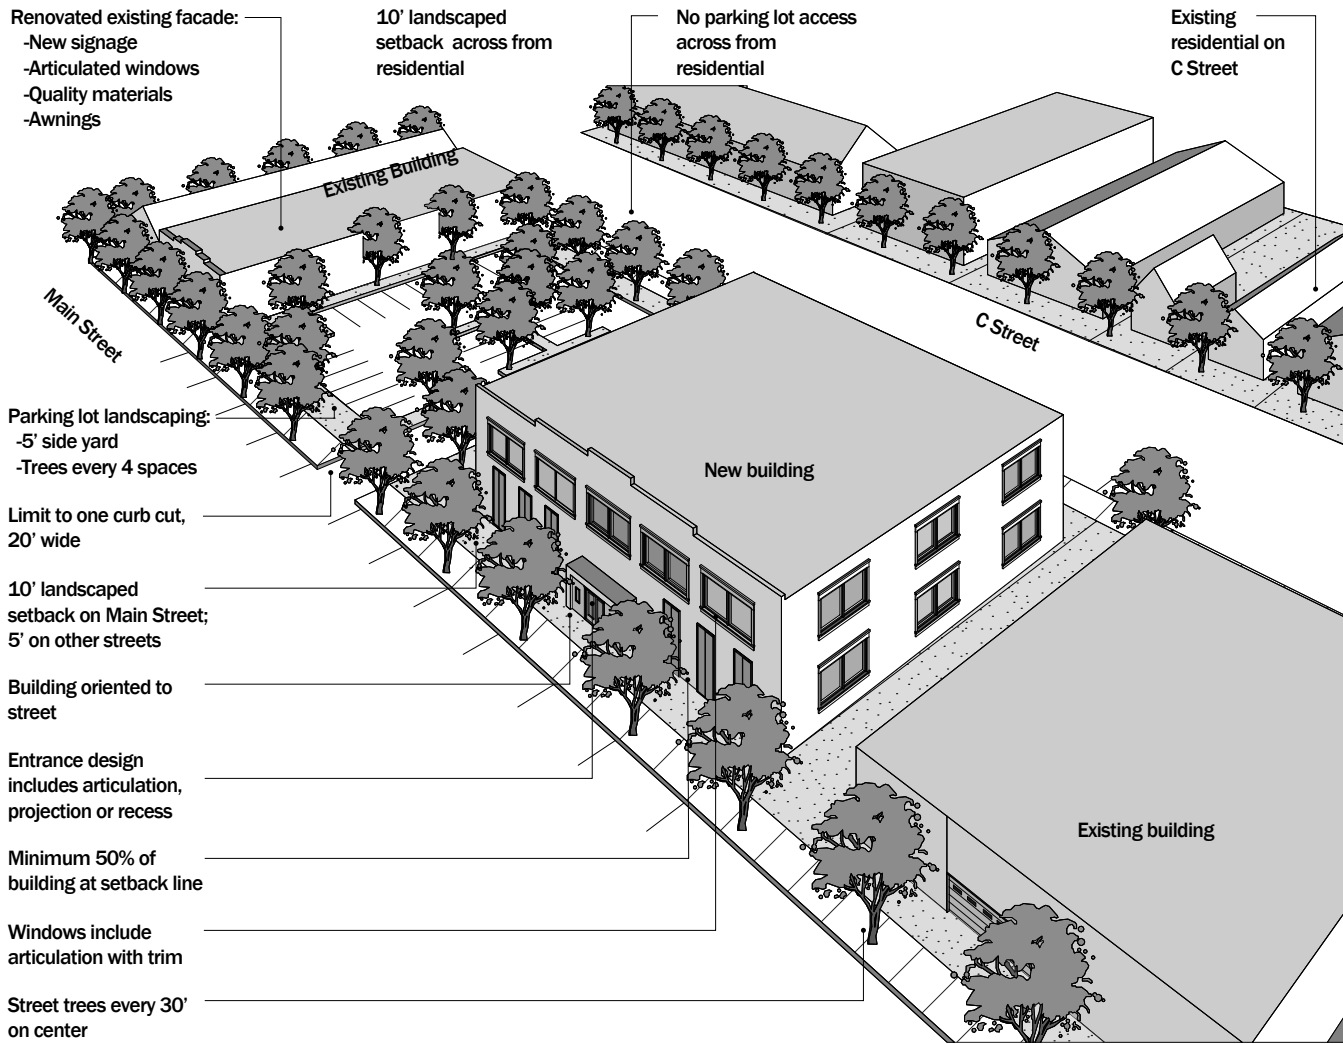 Renovated existing facade:
-New signage
-Articulated windows
-Quality materials
-Awnings
10’ landscaped
setback across from
residential
No parking lot access
across from
residential
Existing
residential on
C Street
Existing Building
Main Street
C Street
Parking lot landscaping:
-5’ side yard
-Trees every 4 spaces
New building
Limit to one curb cut,
20’ wide
10’ landscaped
setback on Main Street;
5’ on other streets
Building oriented to
street
Entrance design
includes articulation,
projection or recess
Existing building
Minimum 50% of
building at setback line
Windows include
articulation with trim
Street trees every 30’
on center